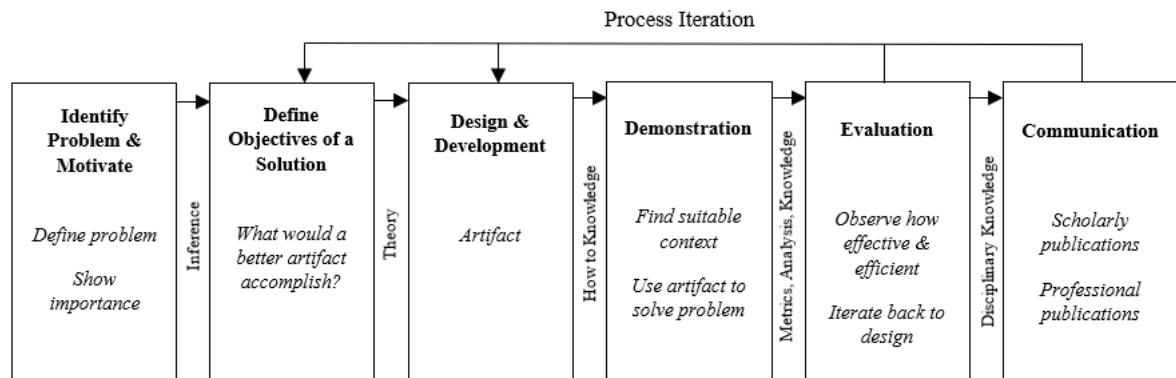 Process Iteration
Identify
Problem &
Motivate
Define problem
Show
importance
Inference
Define
Objectives of a
Solution
What would a
better artifact
accomplish?
Theory
Design &
Development
Artifact
How to Knowledge
Demonstration
Find suitable
context
Use artifact to
solve problem
Metrics, Analysis, Knowledge
Evaluation
Observe how
effective &
efficient
Iterate back to
design
Disciplinary Knowledge
Communication
Scholarly
publications
Professional
publications